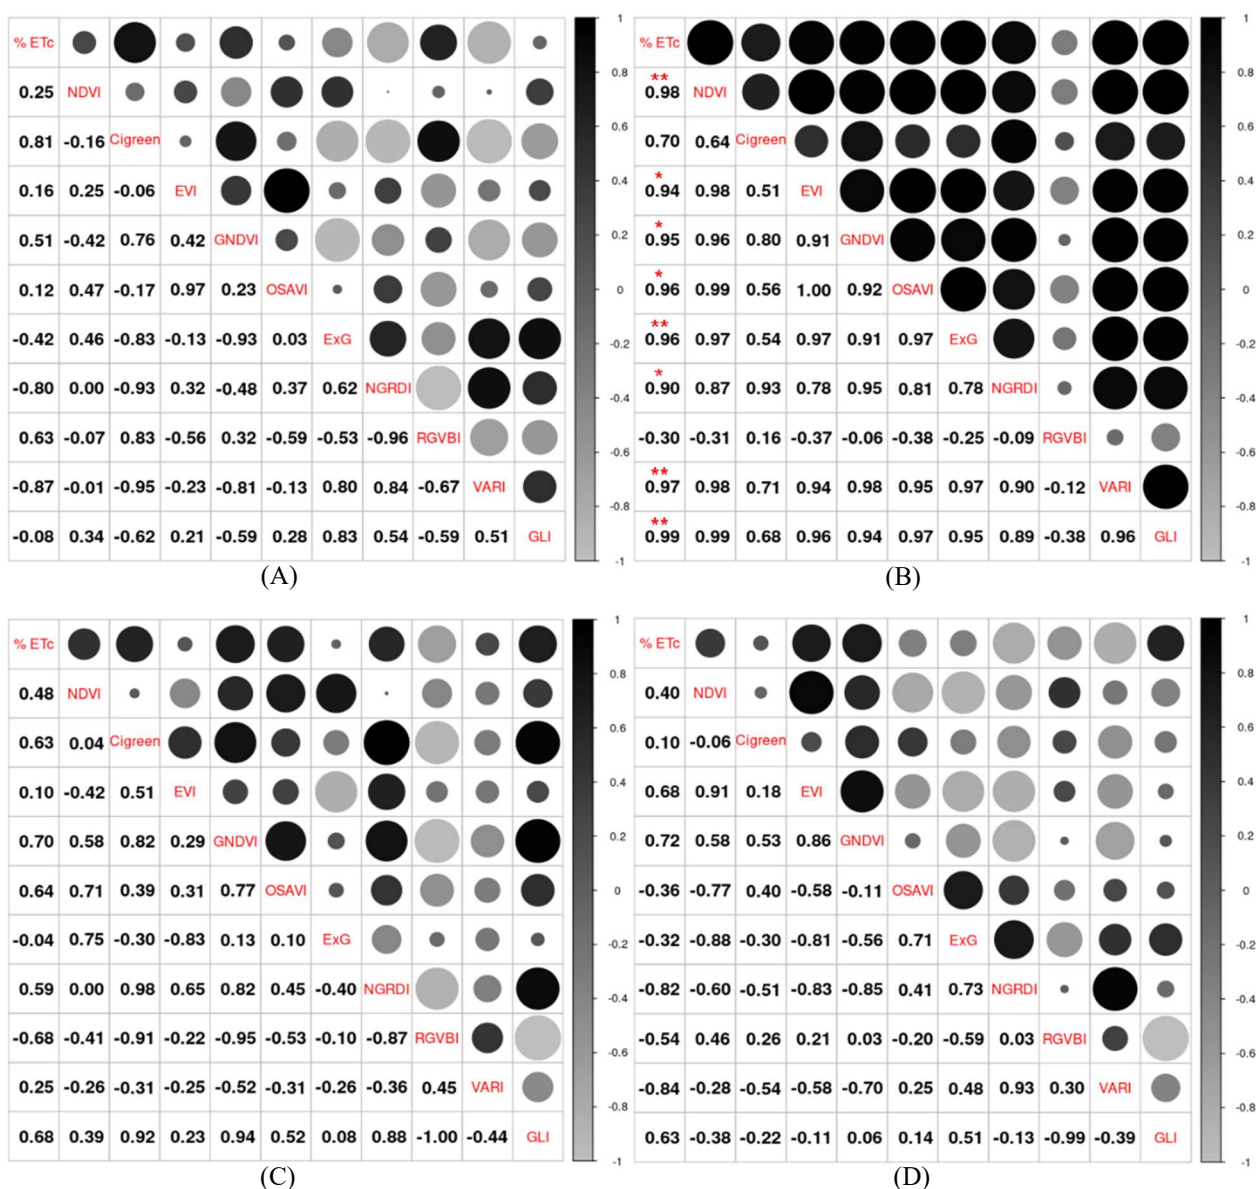 % ETc
0.25 NDVI
0.81 -0.16 Cigreen
0.16 0.25 -0.06 EVI
0.51 -0.42 0.76 0.42 GNDVI
0.12 0.47 -0.17 0.97 0.23 OSAVI
-0.42 0.46 -0.83 -0.13 -0.93 0.03 ExG
-0.80 0.00 -0.93 0.32 -0.48 0.37 0.62 NGRDI
0.63 -0.07 0.83 -0.56 0.32 -0.59 -0.53 -0.96 RGVBI
-0.87 -0.01 -0.95 -0.23 -0.81 -0.13 0.80 0.84 -0.67 VARI
-0.08 0.34 -0.62 0.21 -0.59 0.28 0.83 0.54 -0.59 0.51 GLI
1
0.8
0.6
0.4
0.2
0
-0.2
-0.4
-0.6
-0.8
-1
(A)
% ETc
**
0.98 NDVI
0.70 0.64 Cigreen
*
0.94 0.98 0.51 EVI
*
0.95 0.96 0.80 0.91 GNDVI
*
0.96 0.99 0.56 1.00 0.92 OSAVI
**
0.96 0.97 0.54 0.97 0.91 0.97 ExG
*
0.90 0.87 0.93 0.78 0.95 0.81 0.78 NGRDI
-0.30 -0.31 0.16 -0.37 -0.06 -0.38 -0.25 -0.09 RGVBI
**
0.97 0.98 0.71 0.94 0.98 0.95 0.97 0.90 -0.12 VARI
**
0.99 0.99 0.68 0.96 0.94 0.97 0.95 0.89 -0.38 0.96 GLI
1
0.8
0.6
0.4
0.2
0
-0.2
-0.4
-0.6
-0.8
-1
(B)
% ETc
0.48 NDVI
0.63 0.04 Cigreen
0.10 -0.42 0.51 EVI
0.70 0.58 0.82 0.29 GNDVI
0.64 0.71 0.39 0.31 0.77 OSAVI
-0.04 0.75 -0.30 -0.83 0.13 0.10 ExG
0.59 0.00 0.98 0.65 0.82 0.45 -0.40 NGRDI
-0.68 -0.41 -0.91 -0.22 -0.95 -0.53 -0.10 -0.87 RGVBI
0.25 -0.26 -0.31 -0.25 -0.52 -0.31 -0.26 -0.36 0.45 VARI
0.68 0.39 0.92 0.23 0.94 0.52 0.08 0.88 -1.00 -0.44 GLI
1
0.8
0.6
0.4
0.2
0
-0.2
-0.4
-0.6
-0.8
-1
(C)
% ETc
0.40 NDVI
0.10 -0.06 Cigreen
0.68 0.91 0.18 EVI
0.72 0.58 0.53 0.86 GNDVI
-0.36 -0.77 0.40 -0.58 -0.11 OSAVI
-0.32 -0.88 -0.30 -0.81 -0.56 0.71 ExG
-0.82 -0.60 -0.51 -0.83 -0.85 0.41 0.73 NGRDI
-0.54 0.46 0.26 0.21 0.03 -0.20 -0.59 0.03 RGVBI
-0.84 -0.28 -0.54 -0.58 -0.70 0.25 0.48 0.93 0.30 VARI
0.63 -0.38 -0.22 -0.11 0.06 0.14 0.51 -0.13 -0.99 -0.39 GLI
1
0.8
0.6
0.4
0.2
0
-0.2
-0.4
-0.6
-0.8
-1
(D)